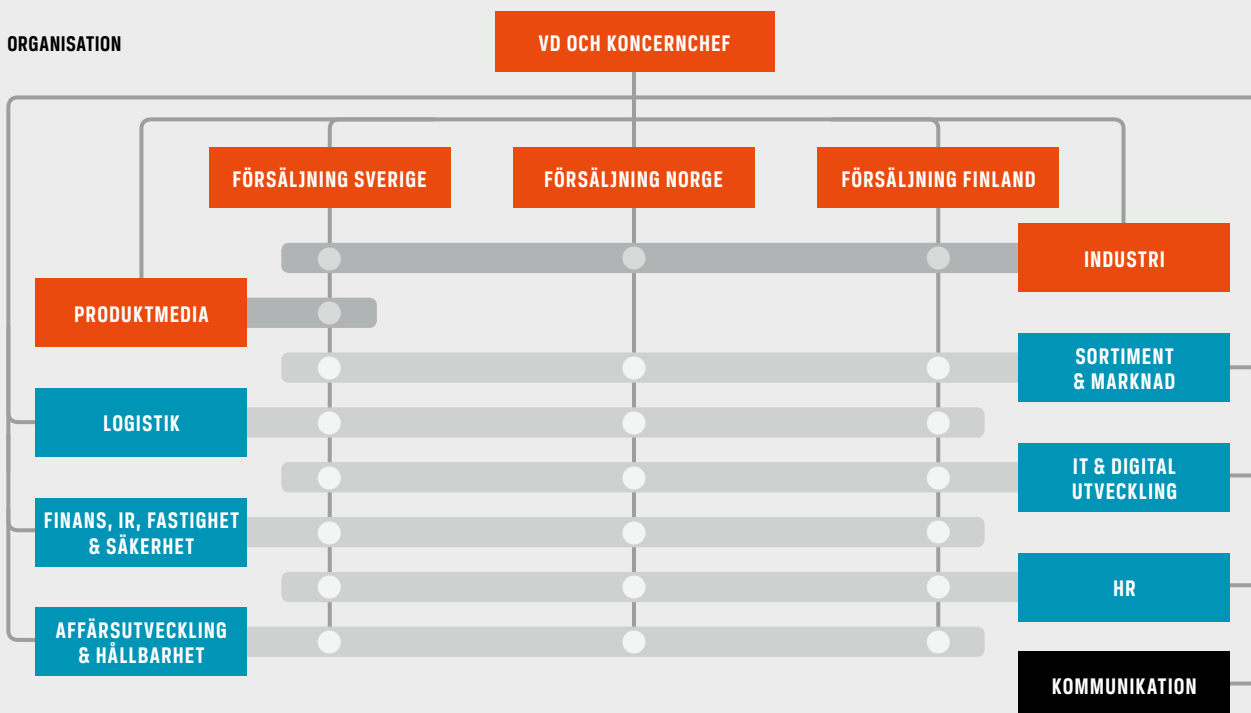 ORGANISATION
VD OCH KONCERNCHEF
FÖRSÄLJNING SVERIGE
FÖRSÄLJNING NORGE
FÖRSÄLJNING FINLAND
INDUSTRI
PRODUKTMEDIA
SORTIMENT
& MARKNAD
LOGISTIK
IT & DIGITAL
UTVECKLING
FINANS, IR, FASTIGHET
& SÄKERHET
HR
AFFÄRSUTVECKLING
& HÅLLBARHET
KOMMUNIKATION